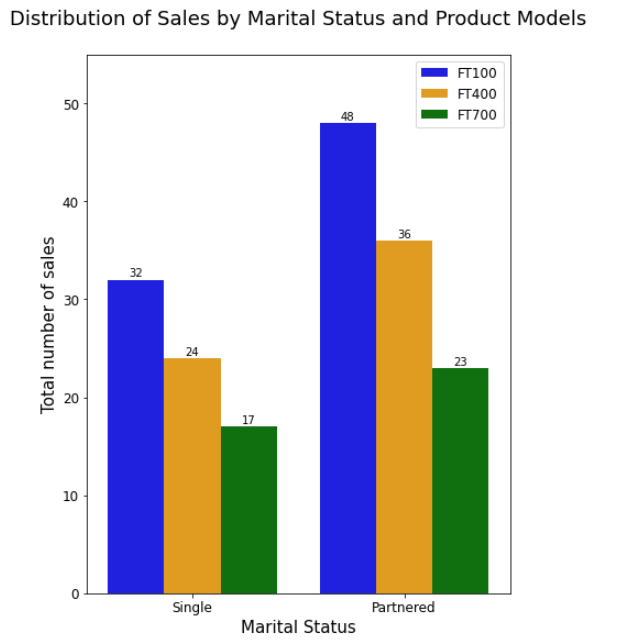 Distribution of Sales by Marital Status and Product Models
FT100
FT400
FT700
50
40
30
20
10
0
Total number of sales
32
24
17
48
36
23
Single
Partnered
Marital Status